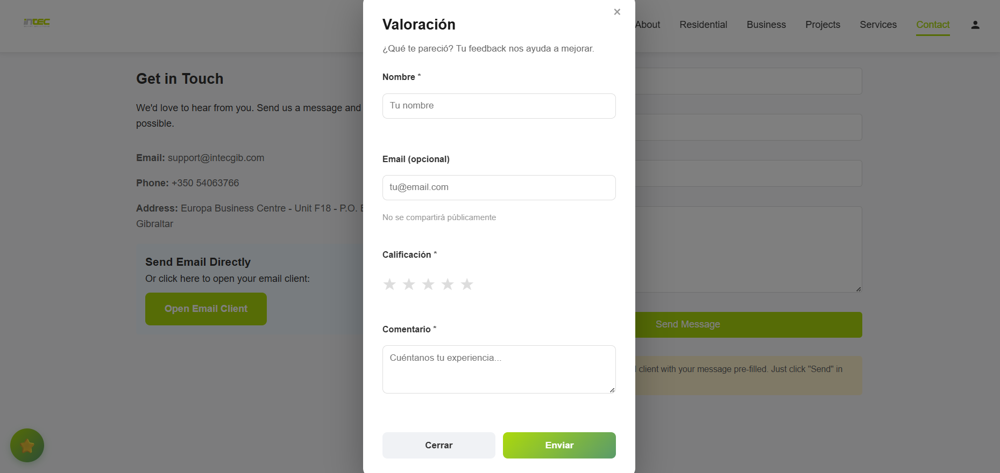 intec
About
Residential
Business
Projects
Services
Contact
Get in Touch
We'd love to hear from you. Send us a message and
possible.
Email: support@intecgib.com
Phone: +350 54063766
Address: Europa Business Centre - Unit F18 - P.O.
Gibraltar
Send Email Directly
Or click here to open your email client:
Open Email Client
×
Valoración
¿Qué te pareció? Tu feedback nos ayuda a mejorar.
Nombre *
Tu nombre
Email (opcional)
tu@email.com
No se compartirá públicamente
Calificación *
Comentario *
Cuéntanos tu experiencia...
Cerrar
Enviar
Send Message
client with your message pre-filled. Just click "Send" in